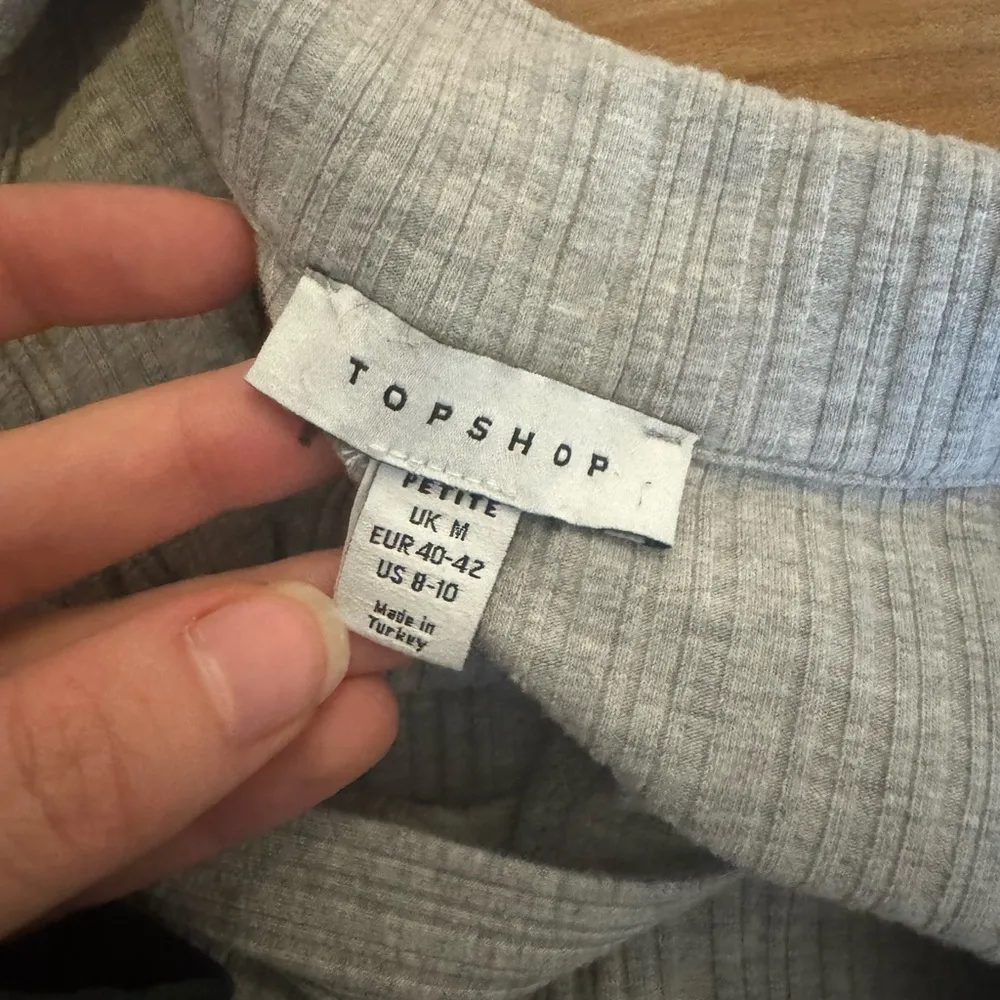 TOPSHOP
PETITE
UK M
EUR 40-42
US 8-10
Made in
Turkey